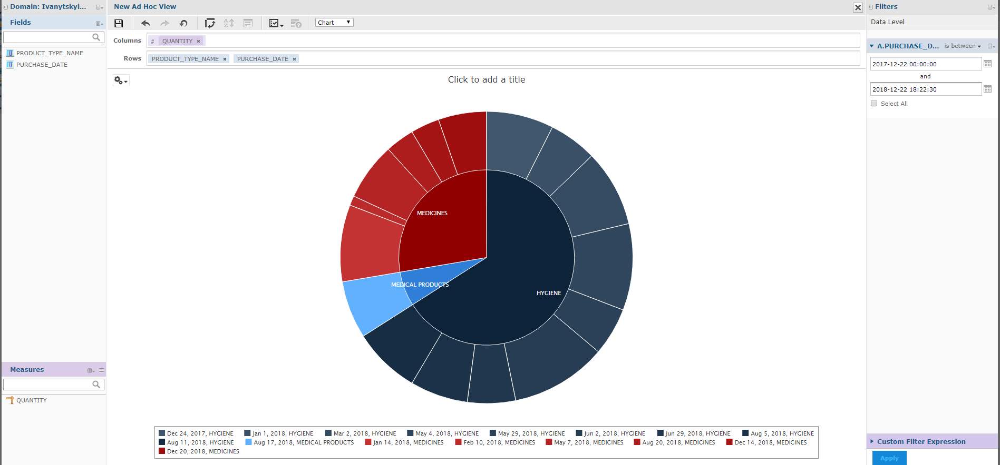 Domain: Ivanytskyi...
New Ad Hoc View
Filters
Fields
Chart
Data Level
Columns
# QUANTITY
Rows
PRODUCT_TYPE_NAME
PURCHASE_DATE
PRODUCT_TYPE_NAME
PURCHASE_DATE
A.PURCHASE_D... is between
2017-12-22 00:00:00
and
2018-12-22 18:22:30
Select All
Click to add a title
MEDICINES
MEDICAL PRODUCTS
HYGIENE
Measures
QUANTITY
Dec 24, 2017, HYGIENE Jan 1, 2018, HYGIENE Mar 2, 2018, HYGIENE May 4, 2018, HYGIENE May 29, 2018, HYGIENE Jun 2, 2018, HYGIENE Jun 29, 2018, HYGIENE Aug 5, 2018, HYGIENE
Aug 11, 2018, HYGIENE Aug 17, 2018, MEDICAL PRODUCTS Jan 14, 2018, MEDICINES Feb 10, 2018, MEDICINES May 7, 2018, MEDICINES Aug 20, 2018, MEDICINES Dec 14, 2018, MEDICINES
Dec 20, 2018, MEDICINES
Custom Filter Expression
Apply